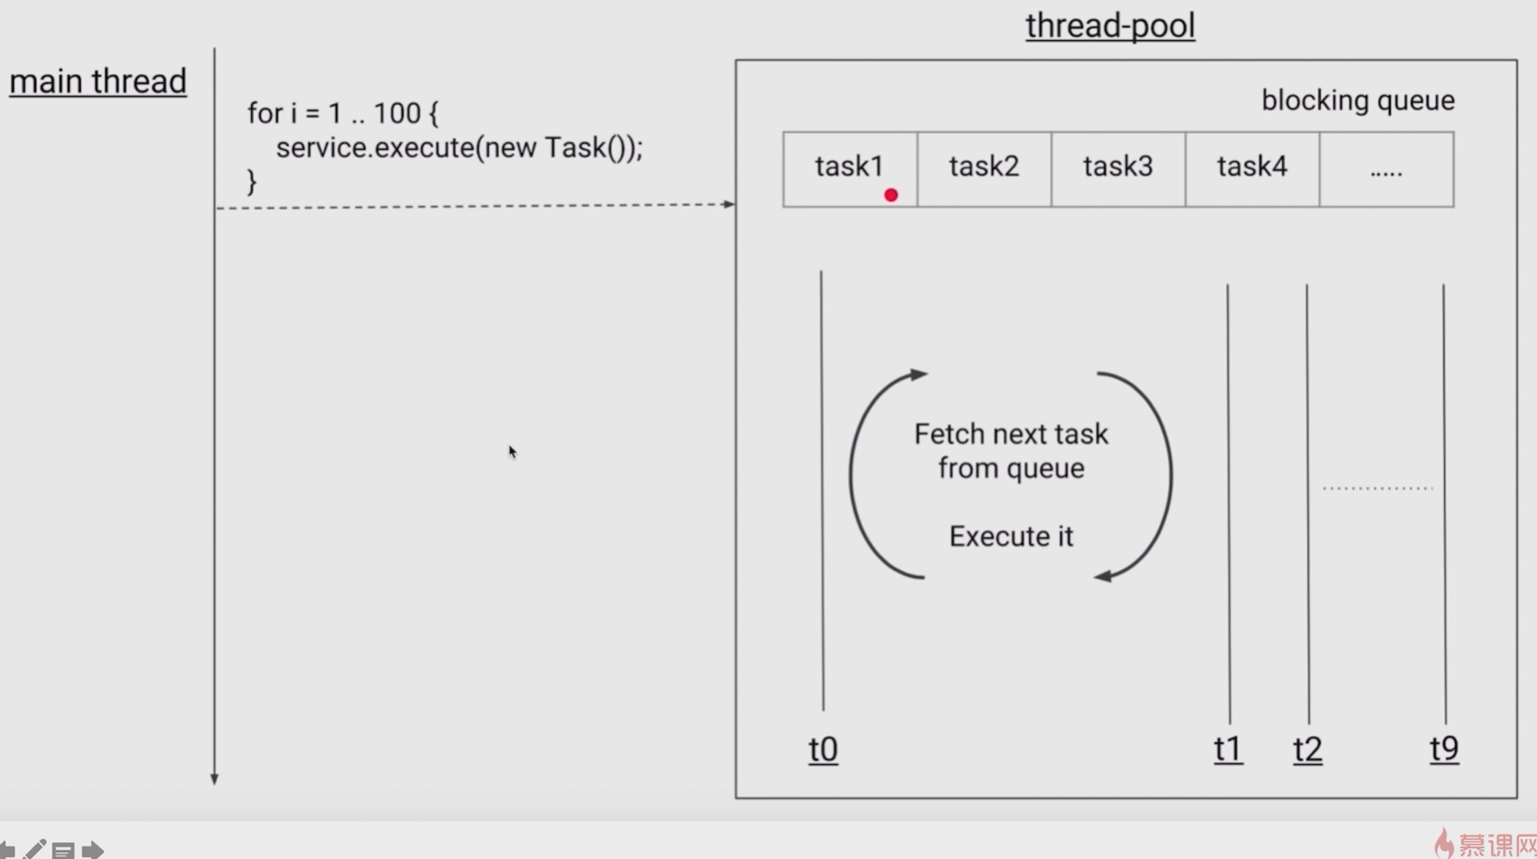 thread-pool
main thread
for i = 1 .. 100 {
service.execute(new Task());
}
blocking queue
task1 task2 task3 task4 .....
Fetch next task
from queue
Execute it
t0 t1 t2 t9
慕课网